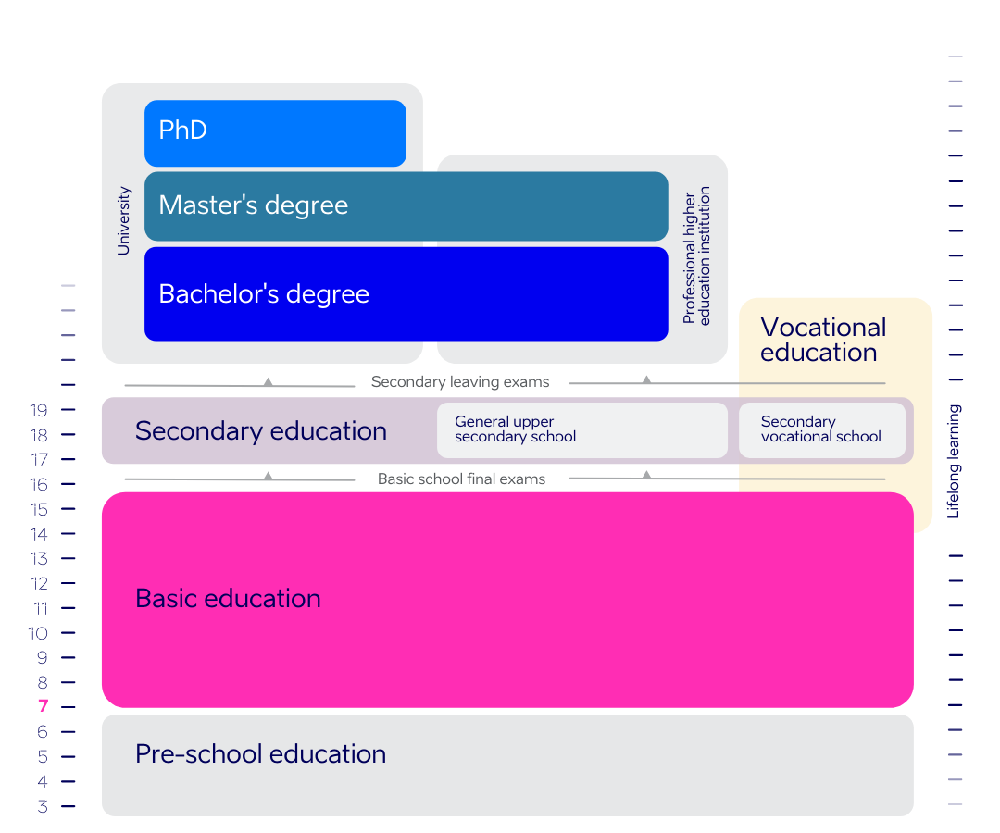 PhD
Master's degree
Bachelor's degree
University
Professional higher
education institution
Vocational
education
Secondary leaving exams
Secondary education
General upper
secondary school
Secondary
vocational school
Basic school final exams
Basic education
Pre-school education
Lifelong learning
19
18
17
16
15
14
13
12
11
10
9
8
7
6
5
4
3